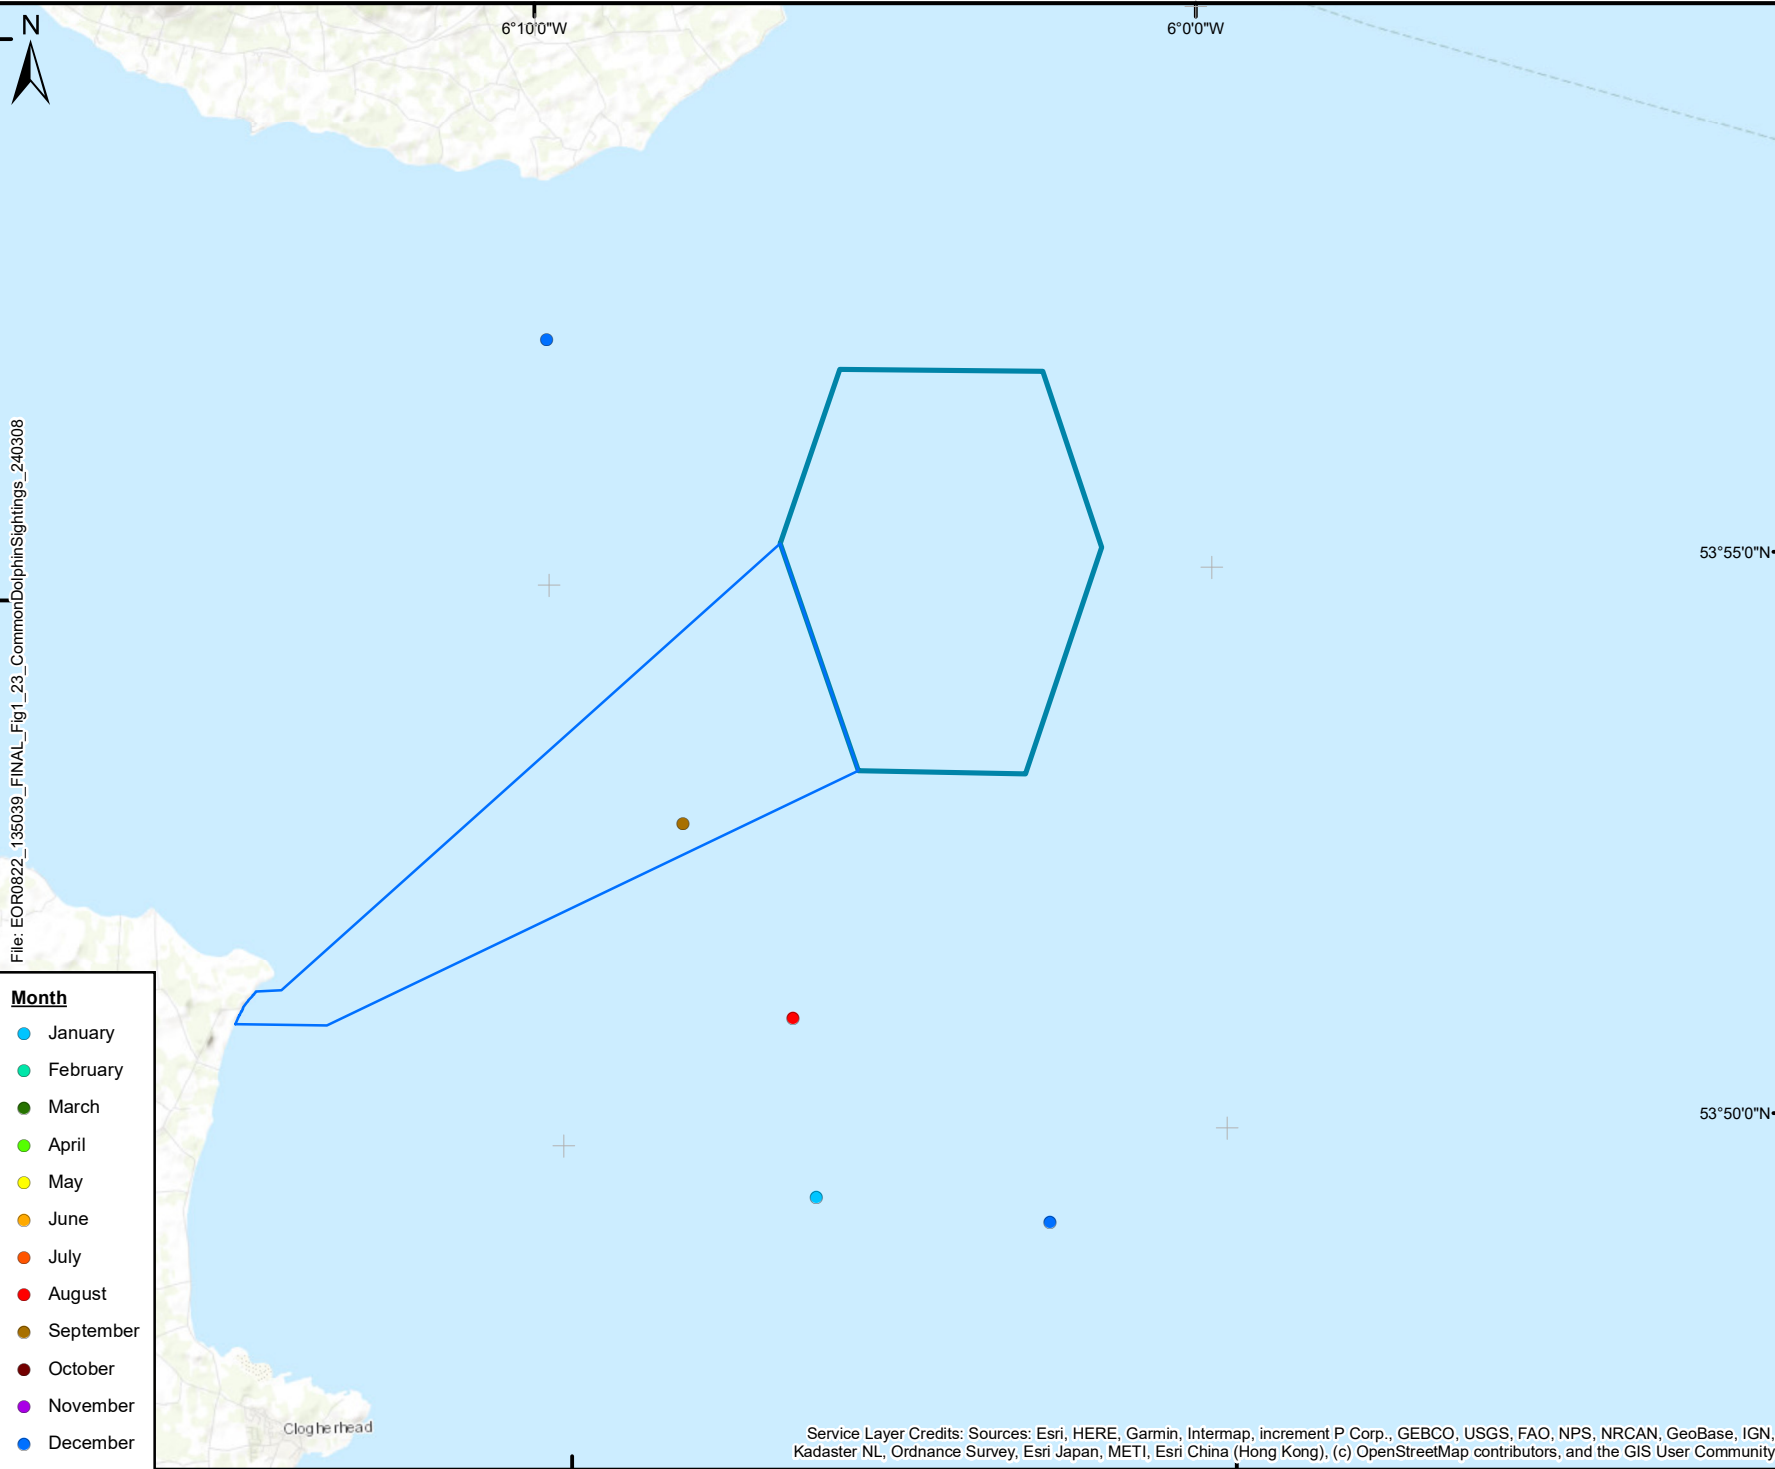 N
6°10'0"W
6°0'0"W
53°55'0"N
53°50'0"N
File: EOR0822_135039_FINAL_Fig1_23_CommonDolphinSightings_240308
Month
January
February
March
April
May
June
July
August
September
October
November
December
Clogherhead
Service Layer Credits: Sources: Esri, HERE, Garmin, Intermap, increment P Corp., GEBCO, USGS, FAO, NPS, NRCAN, GeoBase, IGN,
Kadaster NL, Ordnance Survey, Esri Japan, METI, Esri China (Hong Kong), (c) OpenStreetMap contributors, and the GIS User Community